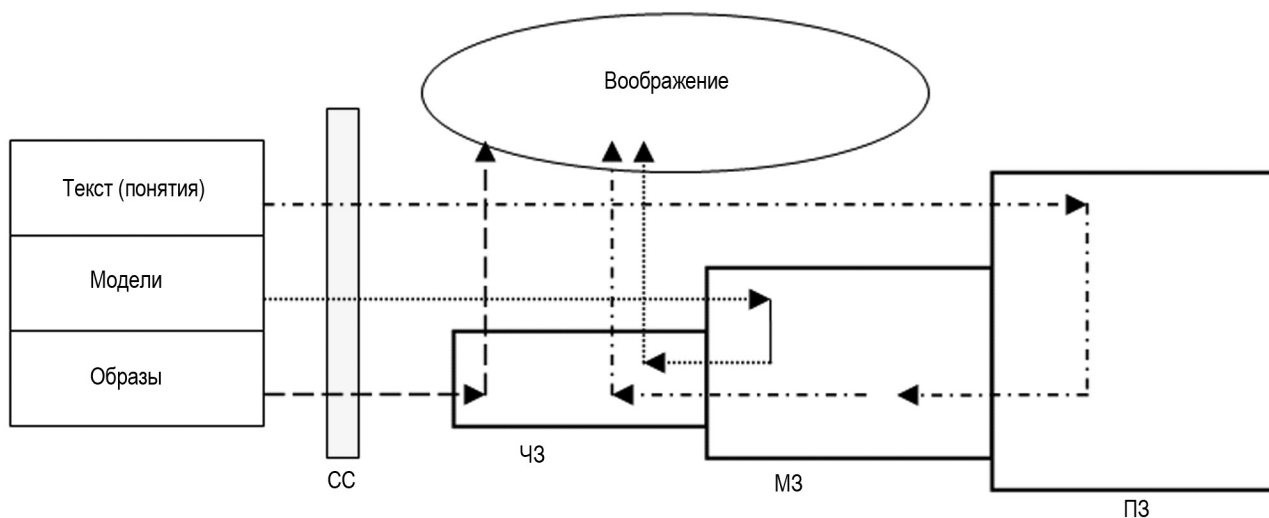 Воображение
Текст (понятия)
Модели
Образы
СС
ЧЗ
МЗ
ПЗ